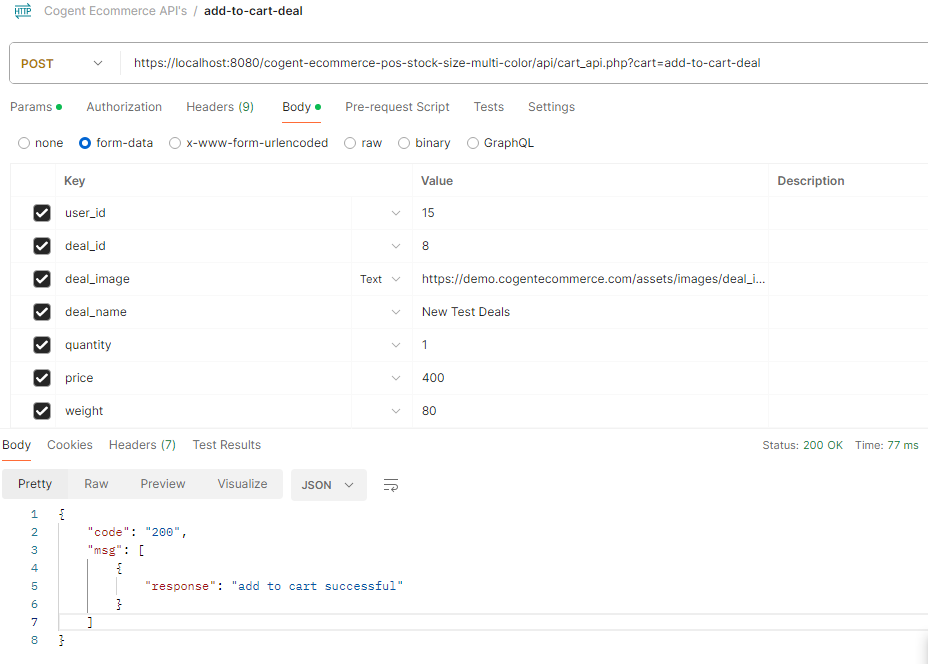 HTTP Cogent Ecommerce API's / add-to-cart-deal
POST https://localhost:8080/cogent-ecommerce-pos-stock-size-multi-color/api/cart_api.php?cart=add-to-cart-deal
Params Authorization Headers (9) Body Pre-request Script Tests Settings
none form-data x-www-form-urlencoded raw binary GraphQL
Key Value Description
user_id 15
deal_id 8
deal_image Text https://demo.cogentecommerce.com/assets/images/deal_i...
deal_name New Test Deals
quantity 1
price 400
weight 80
Body Cookies Headers (7) Test Results Status: 200 OK Time: 77 ms
Pretty Raw Preview Visualize JSON
1 {
2 "code": "200",
3 "msg": [
4 {
5 "response": "add to cart successful"
6 }
7 ]
8 }